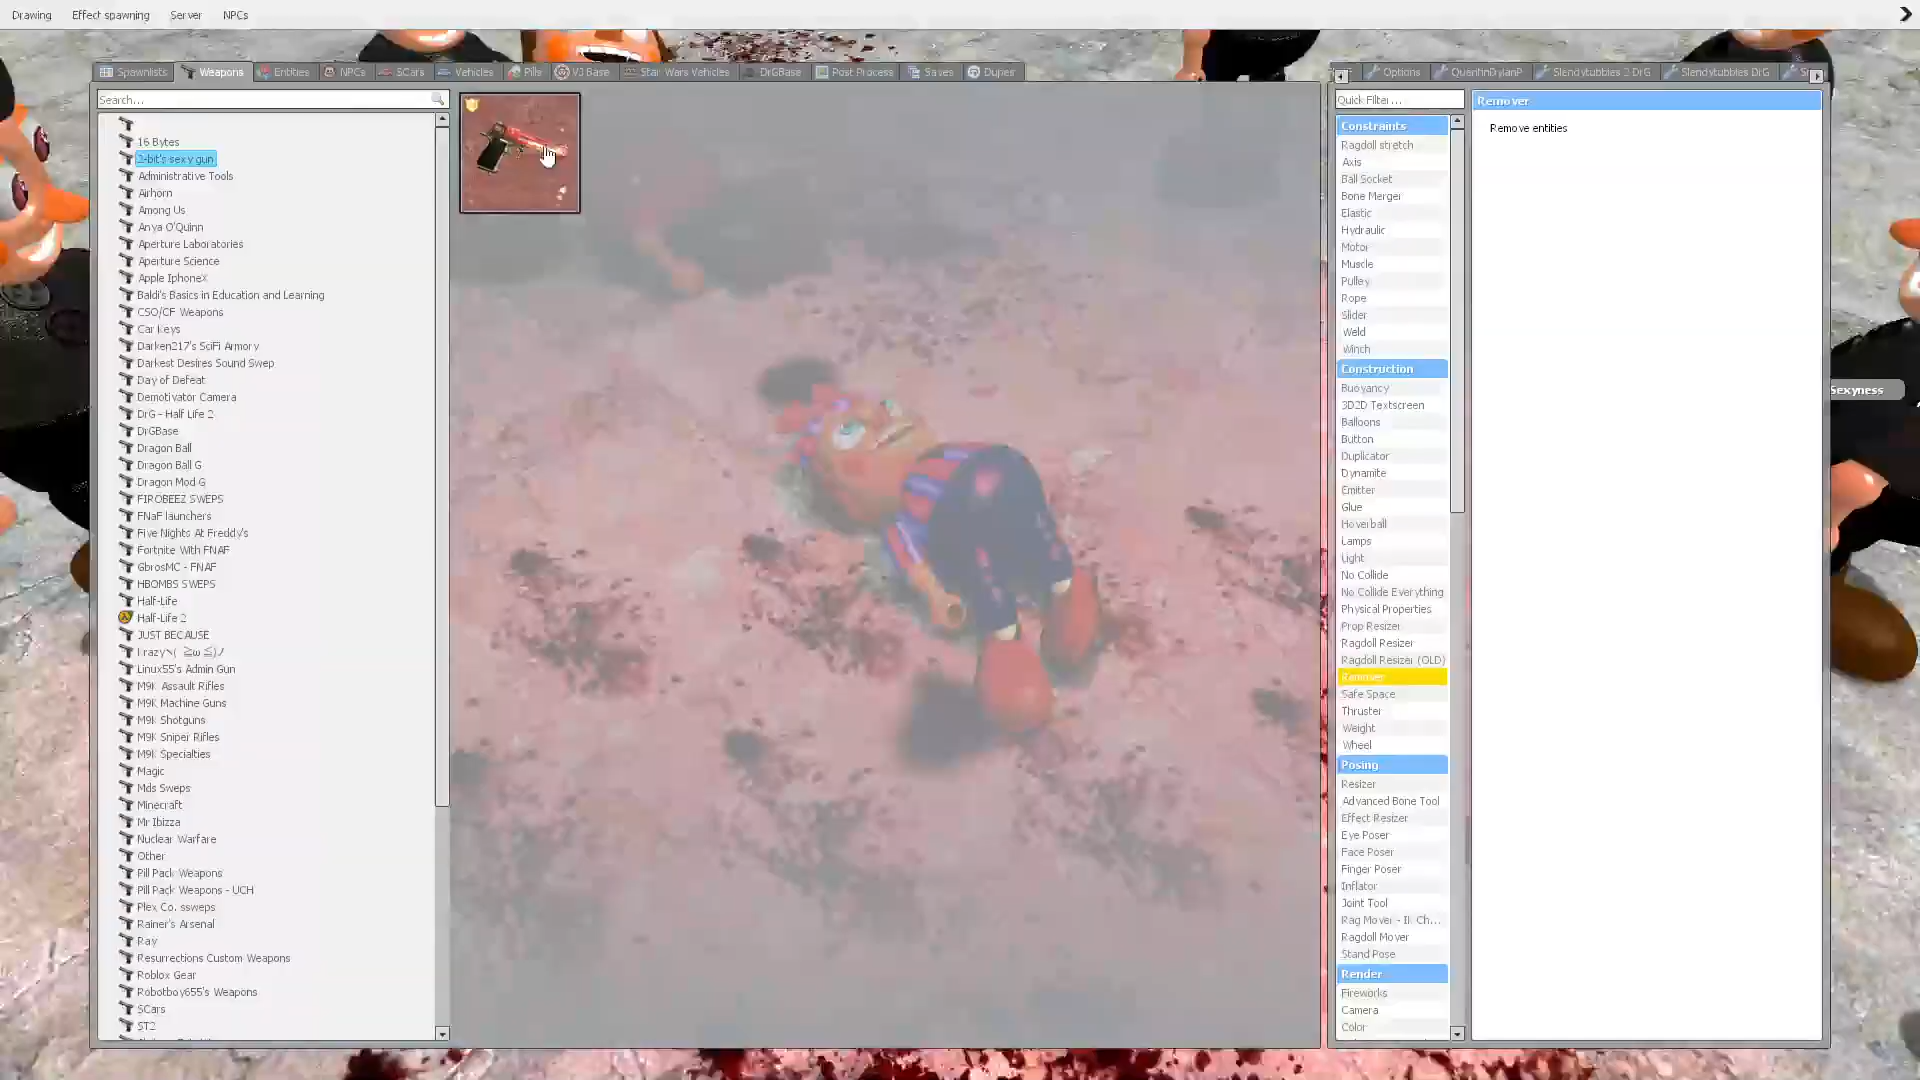 Drawing Effect spawning Server NPCs
Spawnlists Weapons Entities NPCs SCars Vehicles Pills VJ Base Star Wars Vehicles DrGBase Post Process Saves Dupes
Options QuentinDylanP Slendytubbies 2 DrG Slendytubbies DrG
Search...
16 Bytes
2-bit's sexy gun
Administrative Tools
Airhorn
Among Us
Anya O'Quinn
Aperture Laboratories
Aperture Science
Apple IphoneX
Baldi's Basics in Education and Learning
CSO/CF Weapons
Car Keys
Darken217's SciFi Armory
Darkest Desires Sound Swep
Day of Defeat
Demotivator Camera
DrG - Half Life 2
DrGBase
Dragon Ball
Dragon Ball G
Dragon Mod G
FIROBEEZ SWEPS
FNaF launchers
Five Nights At Freddy's
Fortnite With FNAF
GbrosMC - FNAF
HBOMBS SWEPS
Half-Life
Half-Life 2
JUST BECAUSE
Krazyヽ( ≧ω≦)ノ
Linux55's Admin Gun
M9K Assault Rifles
M9K Machine Guns
M9K Shotguns
M9K Sniper Rifles
M9K Specialties
Magic
Mds Sweps
Minecraft
Mr Ibizza
Nuclear Warfare
Other
Pill Pack Weapons
Pill Pack Weapons - UCH
Plex Co. ssweps
Rainer's Arsenal
Ray
Resurrections Custom Weapons
Roblox Gear
Robotboy655's Weapons
SCars
ST2
Quick Filter...
Constraints
Ragdoll stretch
Axis
Ball Socket
Bone Merger
Elastic
Hydraulic
Motor
Muscle
Pulley
Rope
Slider
Weld
Winch
Construction
Buoyancy
3D2D Textscreen
Balloons
Button
Duplicator
Dynamite
Emitter
Glue
Hoverball
Lamps
Light
No Collide
No Collide Everything
Physical Properties
Prop Resizer
Ragdoll Resizer
Ragdoll Resizer (OLD)
Remover
Safe Space
Thruster
Weight
Wheel
Posing
Resizer
Advanced Bone Tool
Effect Resizer
Eye Poser
Face Poser
Finger Poser
Inflator
Joint Tool
Rag Mover - IK Ch...
Ragdoll Mover
Stand Pose
Render
Fireworks
Camera
Color
Remover
Remove entities
Sexyness